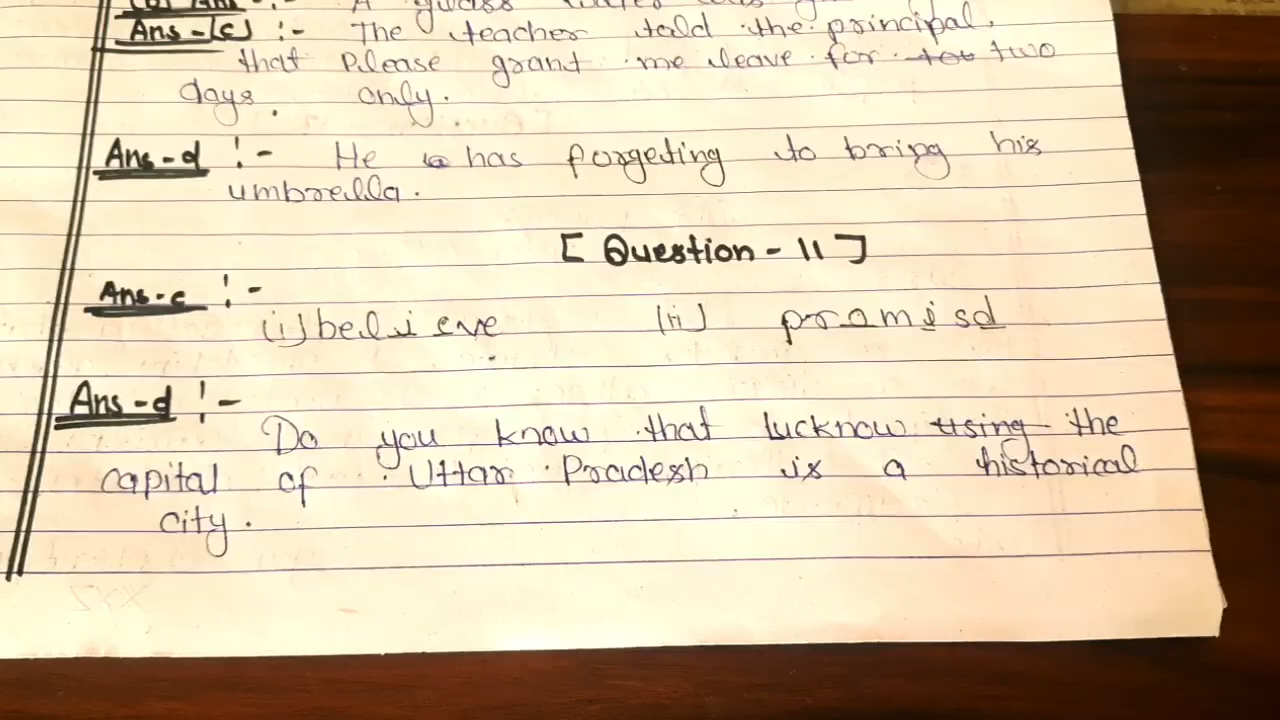 Ans-(c) :- The teacher told the principal.
that Please grant me leave for two
days. only.
Ans-d :- He has forgeting to bring his
umbrella.
[ Question - 11 ]
Ans-c :-
(i) believe (ii) promisd
Ans-d :-
Do you know that lucknow using the
capital of Uttar Pradesh is a historical
city.